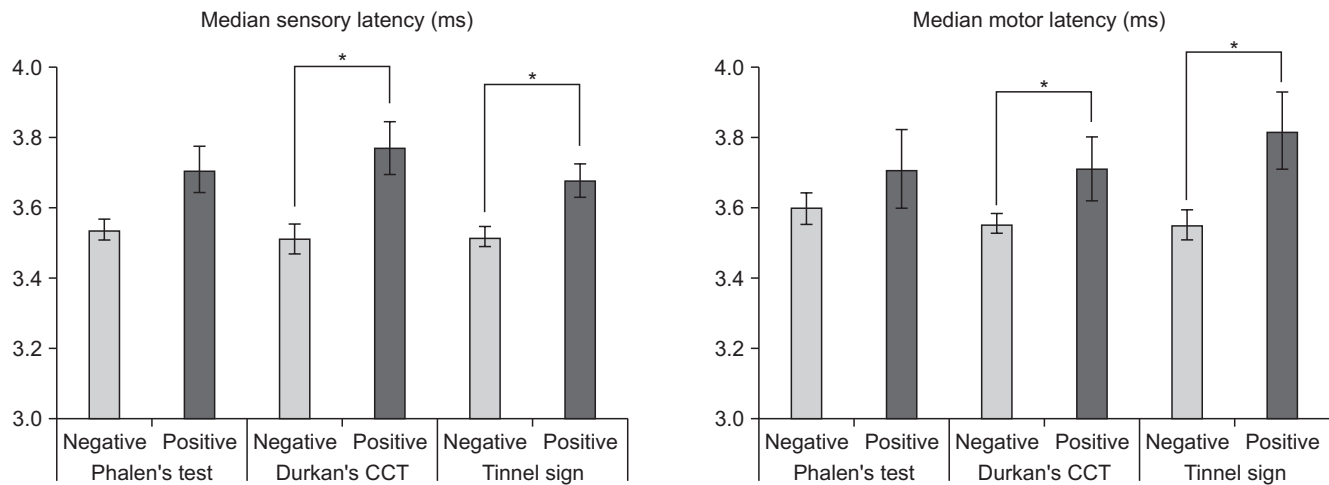 Median sensory latency (ms)
4.0
3.8
3.6
3.4
3.2
3.0
* *
Negative Positive Negative Positive Negative Positive
Phalen's test Durkan's CCT Tinnel sign
Median motor latency (ms)
4.0
3.8
3.6
3.4
3.2
3.0
* *
Negative Positive Negative Positive Negative Positive
Phalen's test Durkan's CCT Tinnel sign